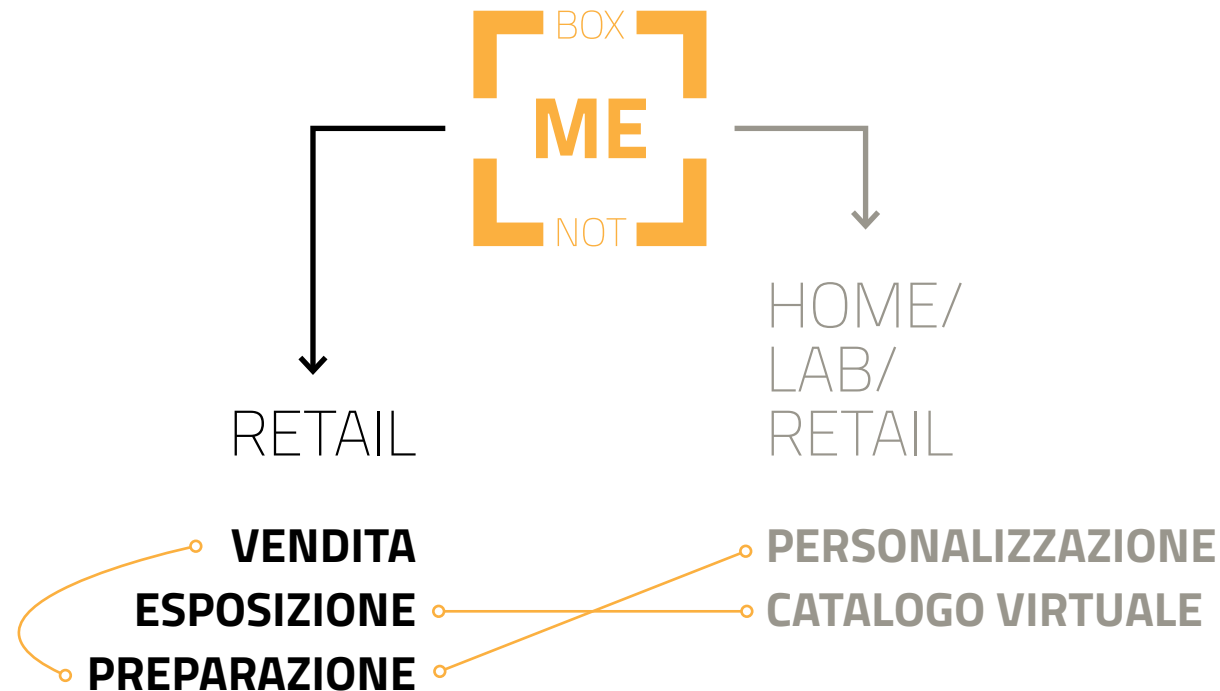 BOX
ME
NOT
RETAIL
HOME/
LAB/
RETAIL
VENDITA
ESPOSIZIONE
PREPARAZIONE
PERSONALIZZAZIONE
CATALOGO VIRTUALE